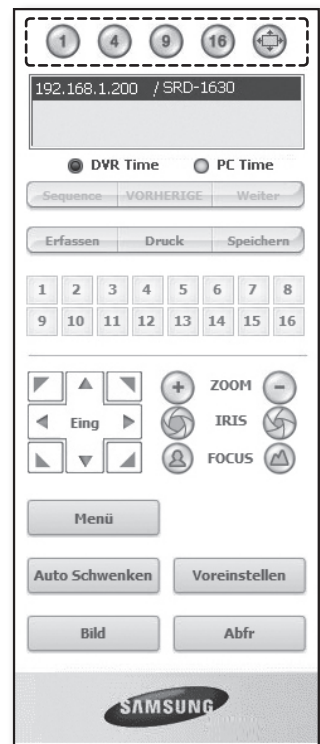 1 4 9 16
192.168.1.200 / SRD-1630
DVR Time PC Time
Sequence VORHERIGE Weiter
Erfassen Druck Speichern
1 2 3 4 5 6 7 8
9 10 11 12 13 14 15 16
+ ZOOM −
Eing IRIS
FOCUS
Menü
Auto Schwenken Voreinstellen
Bild Abfr
SAMSUNG